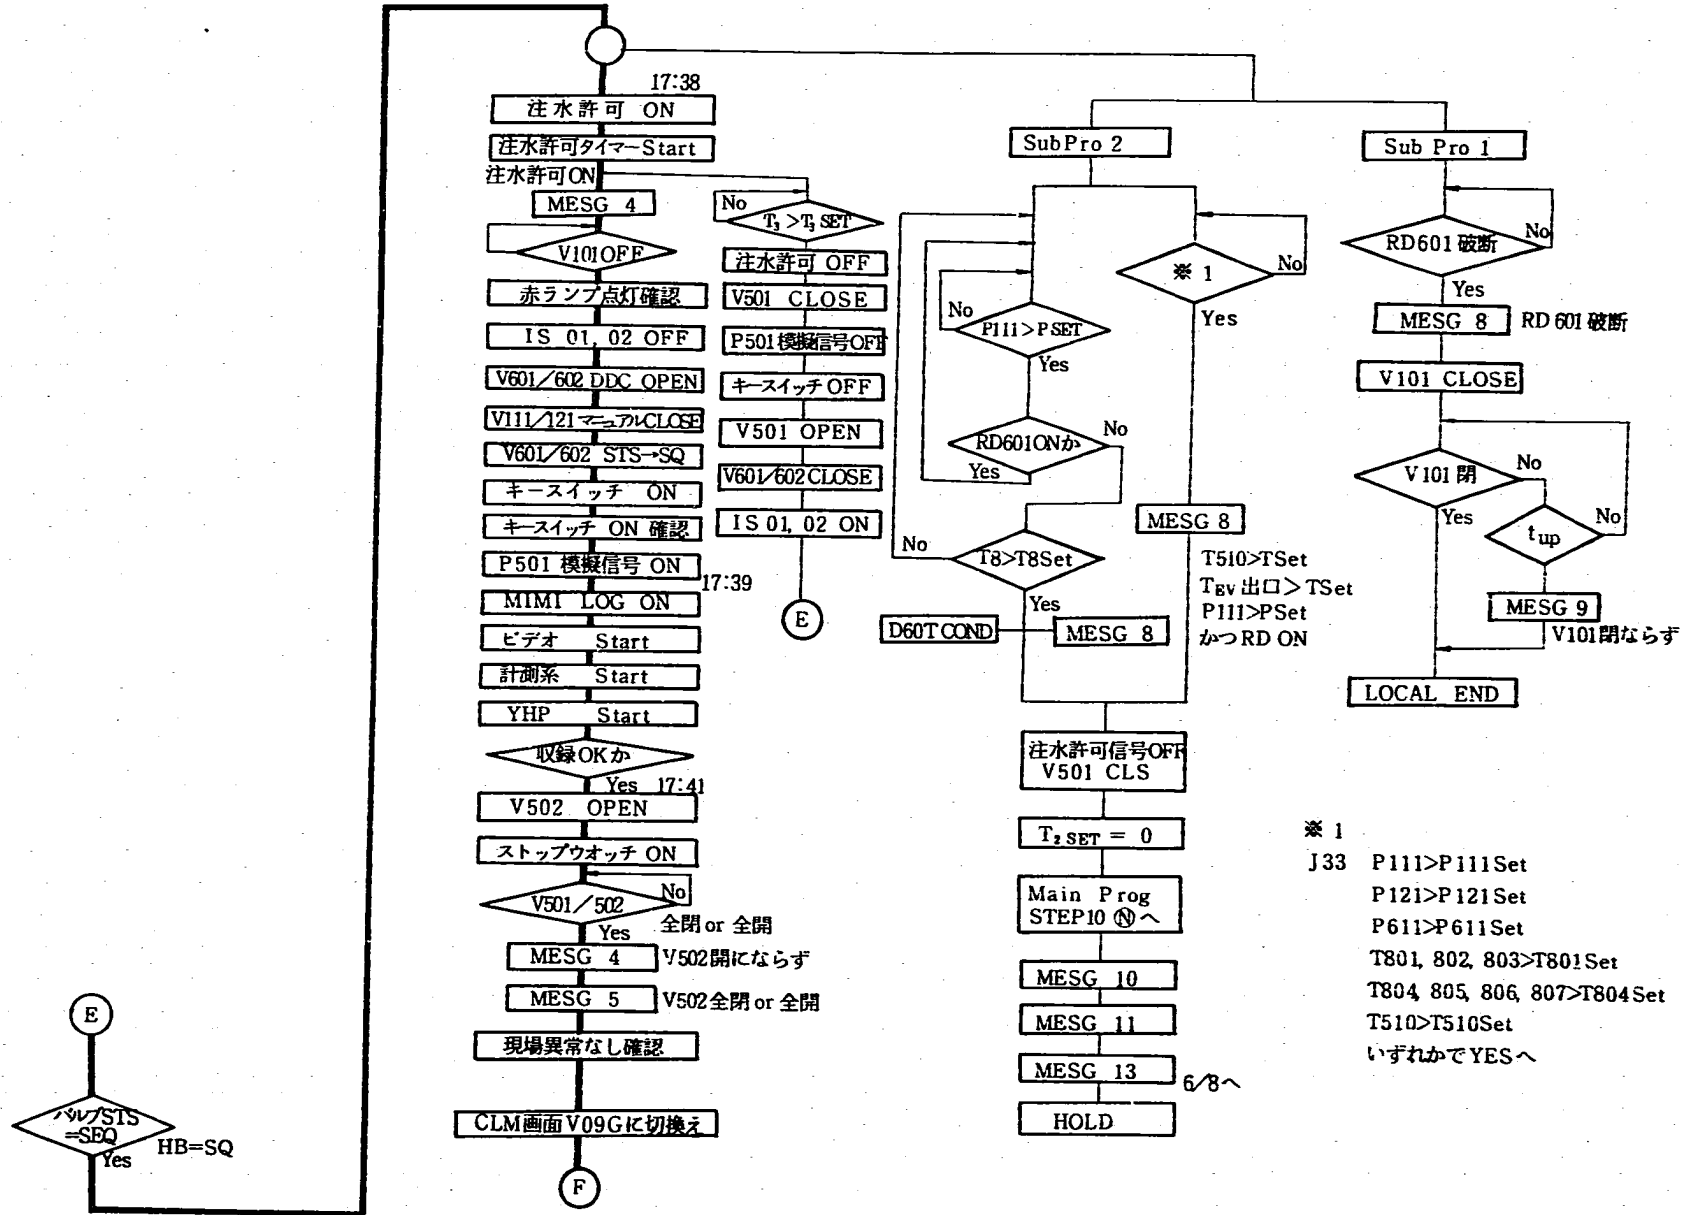 17:38
注水許可 ON
注水許可タイマーStart
注水許可ON
MESG 4
V101OFF
赤ランプ点灯確認
IS 01, 02 OFF
V601/602 DDC OPEN
V111/121マニュアルCLOSE
V601/602 STS→SQ
キースイッチ ON
キースイッチ ON 確認
P501 模擬信号 ON
17:39
MIMI LOG ON
ビデオ Start
計測系 Start
YHP Start
収録OKか
Yes 17:41
V502 OPEN
ストップウオッチ ON
No
V501/502
全閉 or 全開
Yes
MESG 4
V502開にならず
MESG 5
V502全閉 or 全開
現場異常なし確認
CLM画面V09Gに切換え
F
E
バルブSTS
=SEQ
HB=SQ
Yes
No
T3 >T3 SET
注水許可 OFF
V501 CLOSE
P501模擬信号OFF
キースイッチOFF
V501 OPEN
V601/602CLOSE
IS 01, 02 ON
E
SubPro 2
No
P111>PSET
Yes
RD601ONか
No
Yes
No
T8>T8Set
Yes
D60T COND
MESG 8
※ 1
No
Yes
MESG 8
T510>TSet
TEV 出口>TSet
P111>PSet
かつ RD ON
注水許可信号OFF
V501 CLS
T2 SET = 0
Main Prog
STEP10 Ⓝ へ
MESG 10
MESG 11
MESG 13
6/8へ
HOLD
Sub Pro 1
RD601 破断
No
Yes
MESG 8
RD 601 破断
V101 CLOSE
V101 閉
No
Yes
tup
No
MESG 9
V101閉ならず
LOCAL END
※ 1
J33 P111>P111Set
P121>P121Set
P611>P611Set
T801, 802, 803>T801Set
T804, 805, 806, 807>T804Set
T510>T510Set
いずれかでYESへ